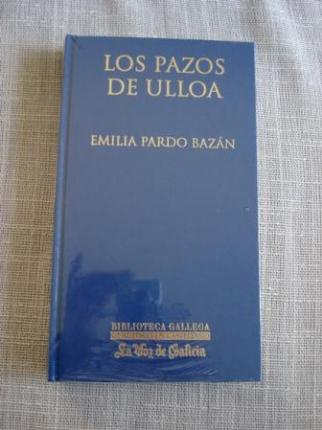 LOS PAZOS
DE ULLOA
EMILIA PARDO BAZÁN
BIBLIOTECA GALLEGA
La Voz de Galicia